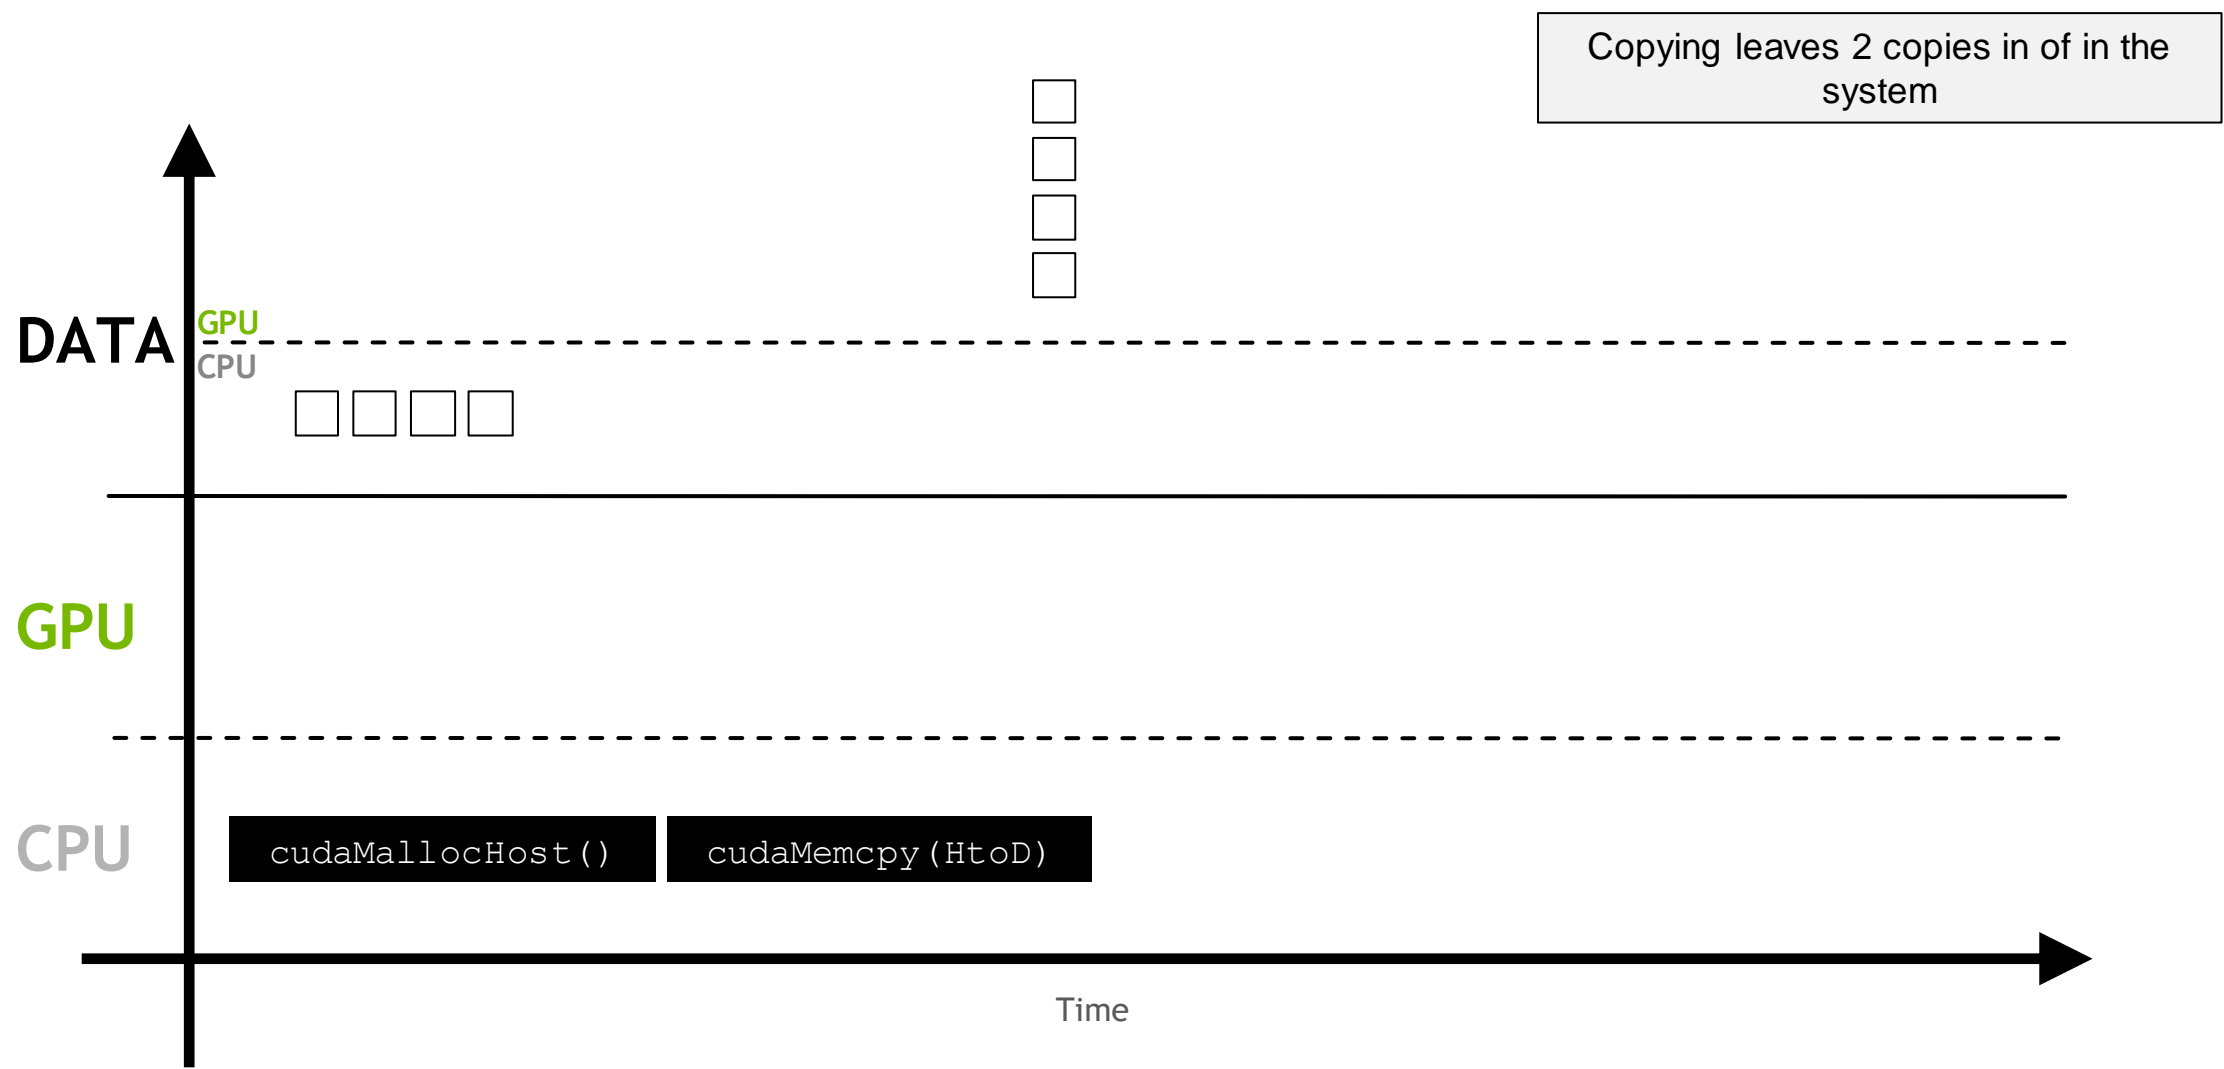 Copying leaves 2 copies in of in the
system
DATA
GPU
CPU
GPU
CPU
cudaMallocHost()
cudaMemcpy(HtoD)
Time